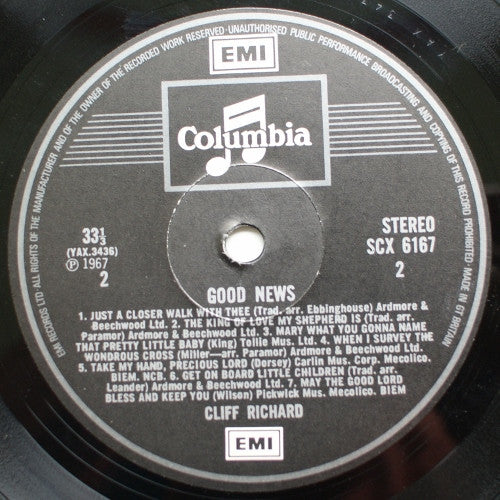 EMI RECORDS LTD ALL RIGHTS OF THE MANUFACTURER AND OF THE OWNER OF THE RECORDED WORK RESERVED·UNAUTHORISED PUBLIC PERFORMANCE BROADCASTING AND COPYING OF THIS RECORD PROHIBITED MADE IN GT BRITAIN
EMI
Columbia
33⅓
(YAX.3436)
℗ 1967
2
STEREO
SCX 6167
2
GOOD NEWS
1. JUST A CLOSER WALK WITH THEE (Trad. arr. Ebbinghouse) Ardmore &
Beechwood Ltd. 2. THE KING OF LOVE MY SHEPHERD IS (Trad. arr.
Paramor) Ardmore & Beechwood Ltd. 3. MARY WHAT YOU GONNA NAME
THAT PRETTY LITTLE BABY (King) Tollie Mus. Ltd. 4. WHEN I SURVEY THE
WONDROUS CROSS (Miller—arr. Paramor) Ardmore & Beechwood Ltd.
5. TAKE MY HAND, PRECIOUS LORD (Dorsey) Carlin Mus. Corp. Mecolico.
BIEM. NCB. 6. GET ON BOARD LITTLE CHILDREN (Trad. arr.
Leander) Ardmore & Beechwood Ltd. 7. MAY THE GOOD LORD
BLESS AND KEEP YOU (Wilson) Pickwick Mus. Mecolico. BIEM
CLIFF RICHARD
EMI